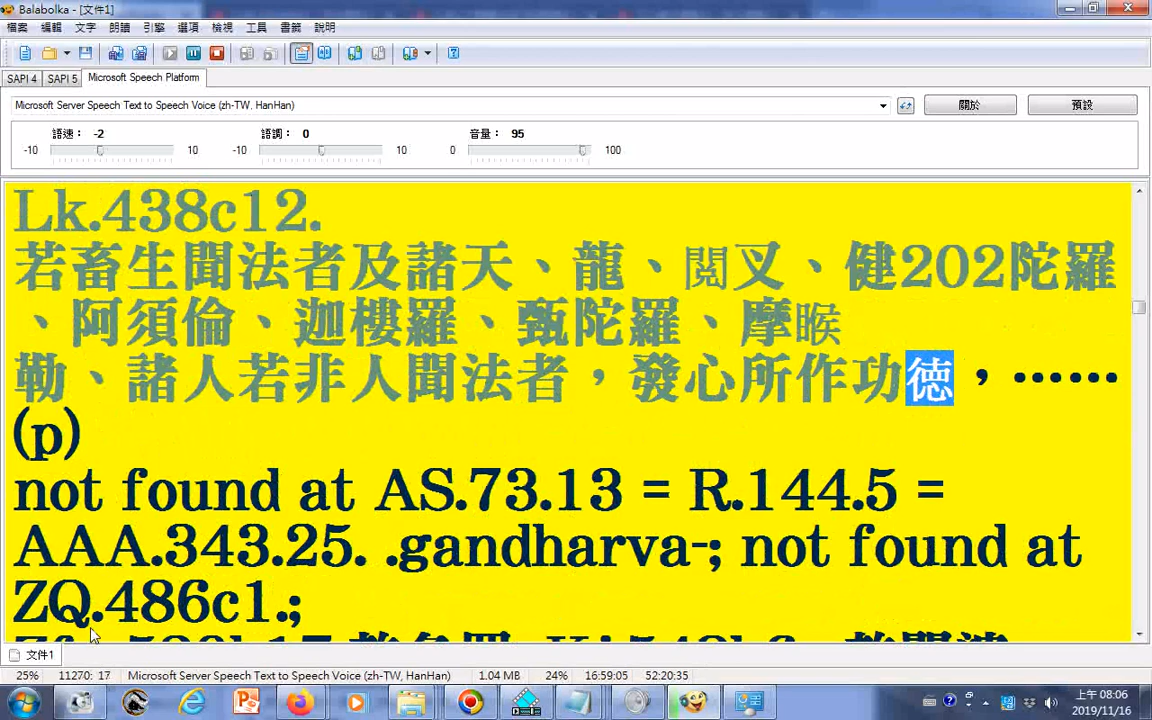 Balabolka - [文件1]
檔案 編輯 文字 朗讀 引擎 選項 檢視 工具 書籤 說明
SAPI 4 SAPI 5 Microsoft Speech Platform
Microsoft Server Speech Text to Speech Voice (zh-TW, HanHan) 關於 預設
語速： -2 語調： 0 音量： 95
-10 10 -10 10 0 100
Lk.438c12.
若畜生聞法者及諸天、龍、閲叉、健202陀羅
、阿須倫、迦樓羅、甄陀羅、摩睺
勒、諸人若非人聞法者，發心所作功徳，……
(p)
not found at AS.73.13 = R.144.5 =
AAA.343.25. .gandharva-; not found at
ZQ.486c1.;
文件1
25% 11270: 17 Microsoft Server Speech Text to Speech Voice (zh-TW, HanHan) 1.04 MB 24% 16:59:05 52:20:35
上午 08:06
2019/11/16